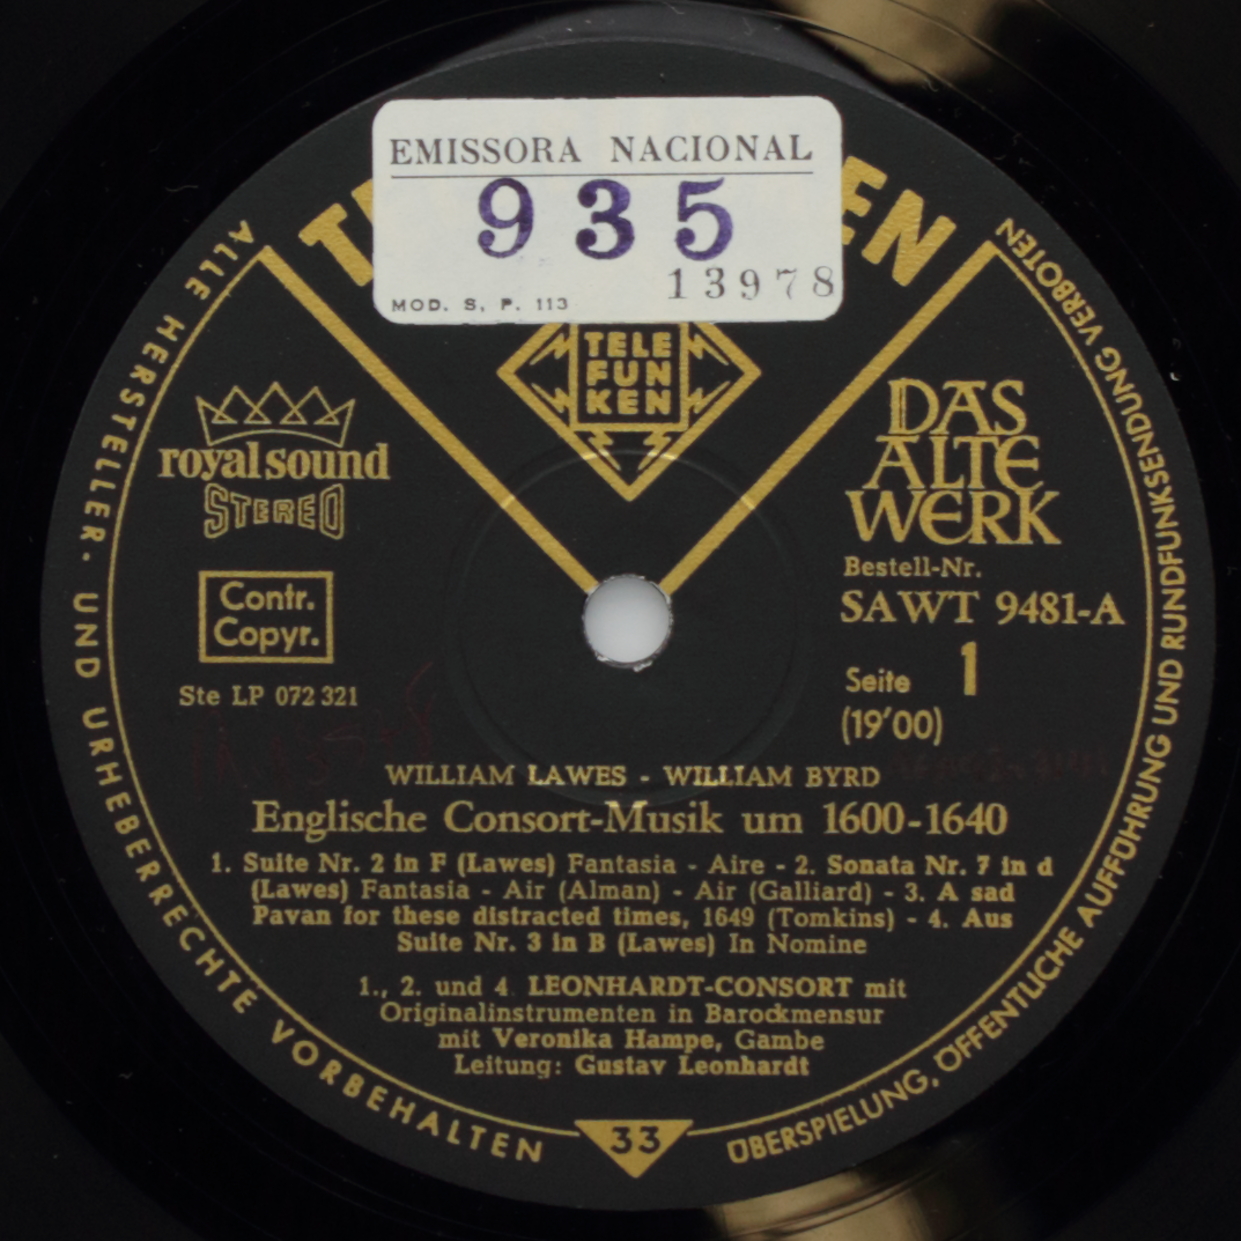 EMISSORA NACIONAL
935
13978
MOD. S. P. 113
TELE
FUN
KEN
royal sound
STEREO
Contr.
Copyr.
Ste LP 072 321
DAS
ALTE
WERK
Bestell-Nr.
SAWT 9481-A
Seite 1
(19'00)
WILLIAM LAWES - WILLIAM BYRD
Englische Consort-Musik um 1600-1640
1. Suite Nr. 2 in F (Lawes) Fantasia - Aire - 2. Sonata Nr. 7 in d
(Lawes) Fantasia - Air (Alman) - Air (Galliard) - 3. A sad
Pavan for these distracted times, 1649 (Tomkins) - 4. Aus
Suite Nr. 3 in B (Lawes) In Nomine
1., 2. und 4. LEONHARDT-CONSORT mit
Originalinstrumenten in Barockmensur
mit Veronika Hampe, Gambe
Leitung: Gustav Leonhardt
33
ALLE HERSTELLER- UND URHEBERRECHTE VORBEHALTEN
ÜBERSPIELUNG, ÖFFENTLICHE AUFFÜHRUNG UND RUNDFUNKSENDUNG VERBOTEN